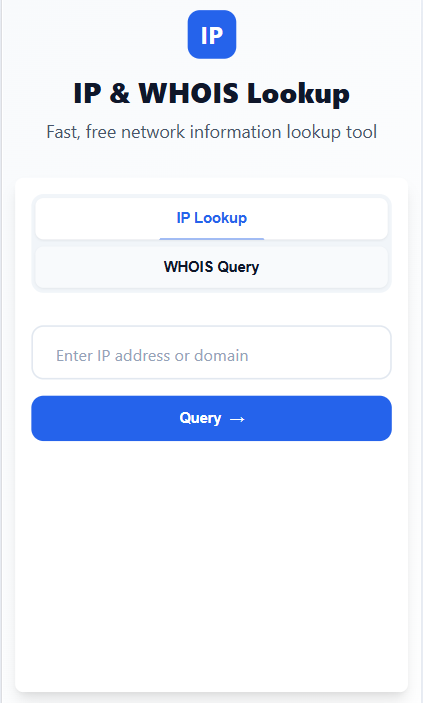 IP
IP & WHOIS Lookup
Fast, free network information lookup tool
IP Lookup
WHOIS Query
Enter IP address or domain
Query →